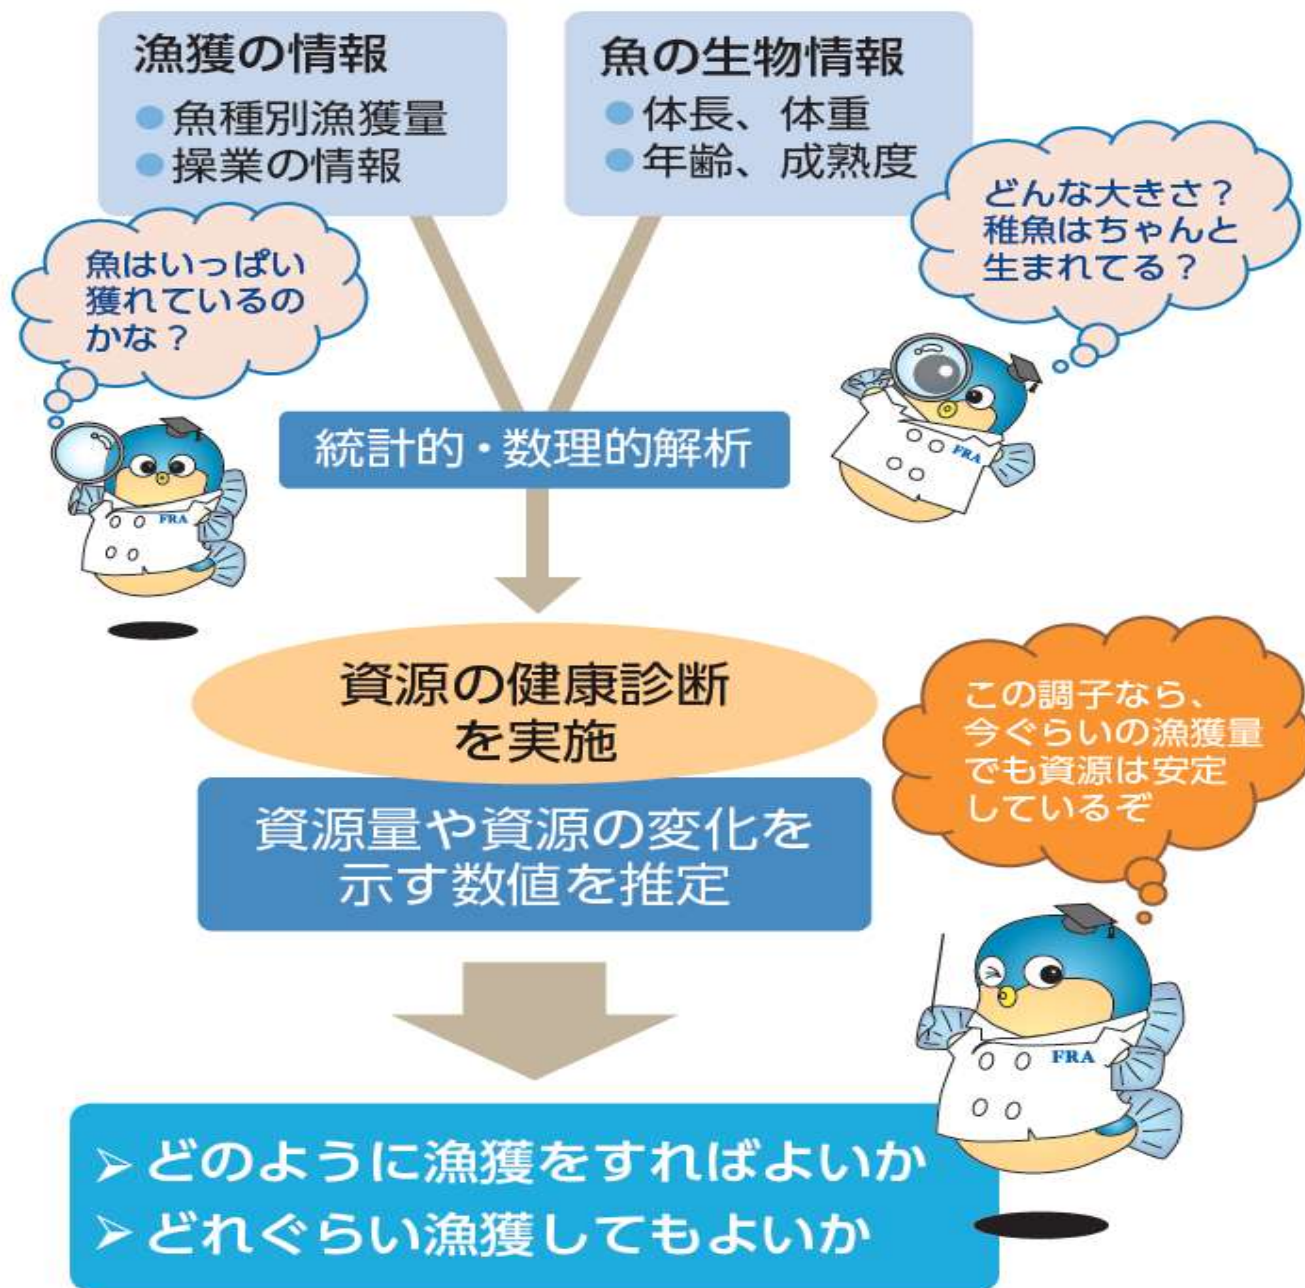 漁獲の情報
● 魚種別漁獲量
● 操業の情報
魚の生物情報
● 体長、体重
● 年齢、成熟度
魚はいっぱい
獲れているの
かな？
どんな大きさ？
稚魚はちゃんと
生まれてる？
FRA
FRA
統計的・数理的解析
資源の健康診断
を実施
資源量や資源の変化を
示す数値を推定
この調子なら、
今ぐらいの漁獲量
でも資源は安定
しているぞ
FRA
➢ どのように漁獲をすればよいか
➢ どれぐらい漁獲してもよいか